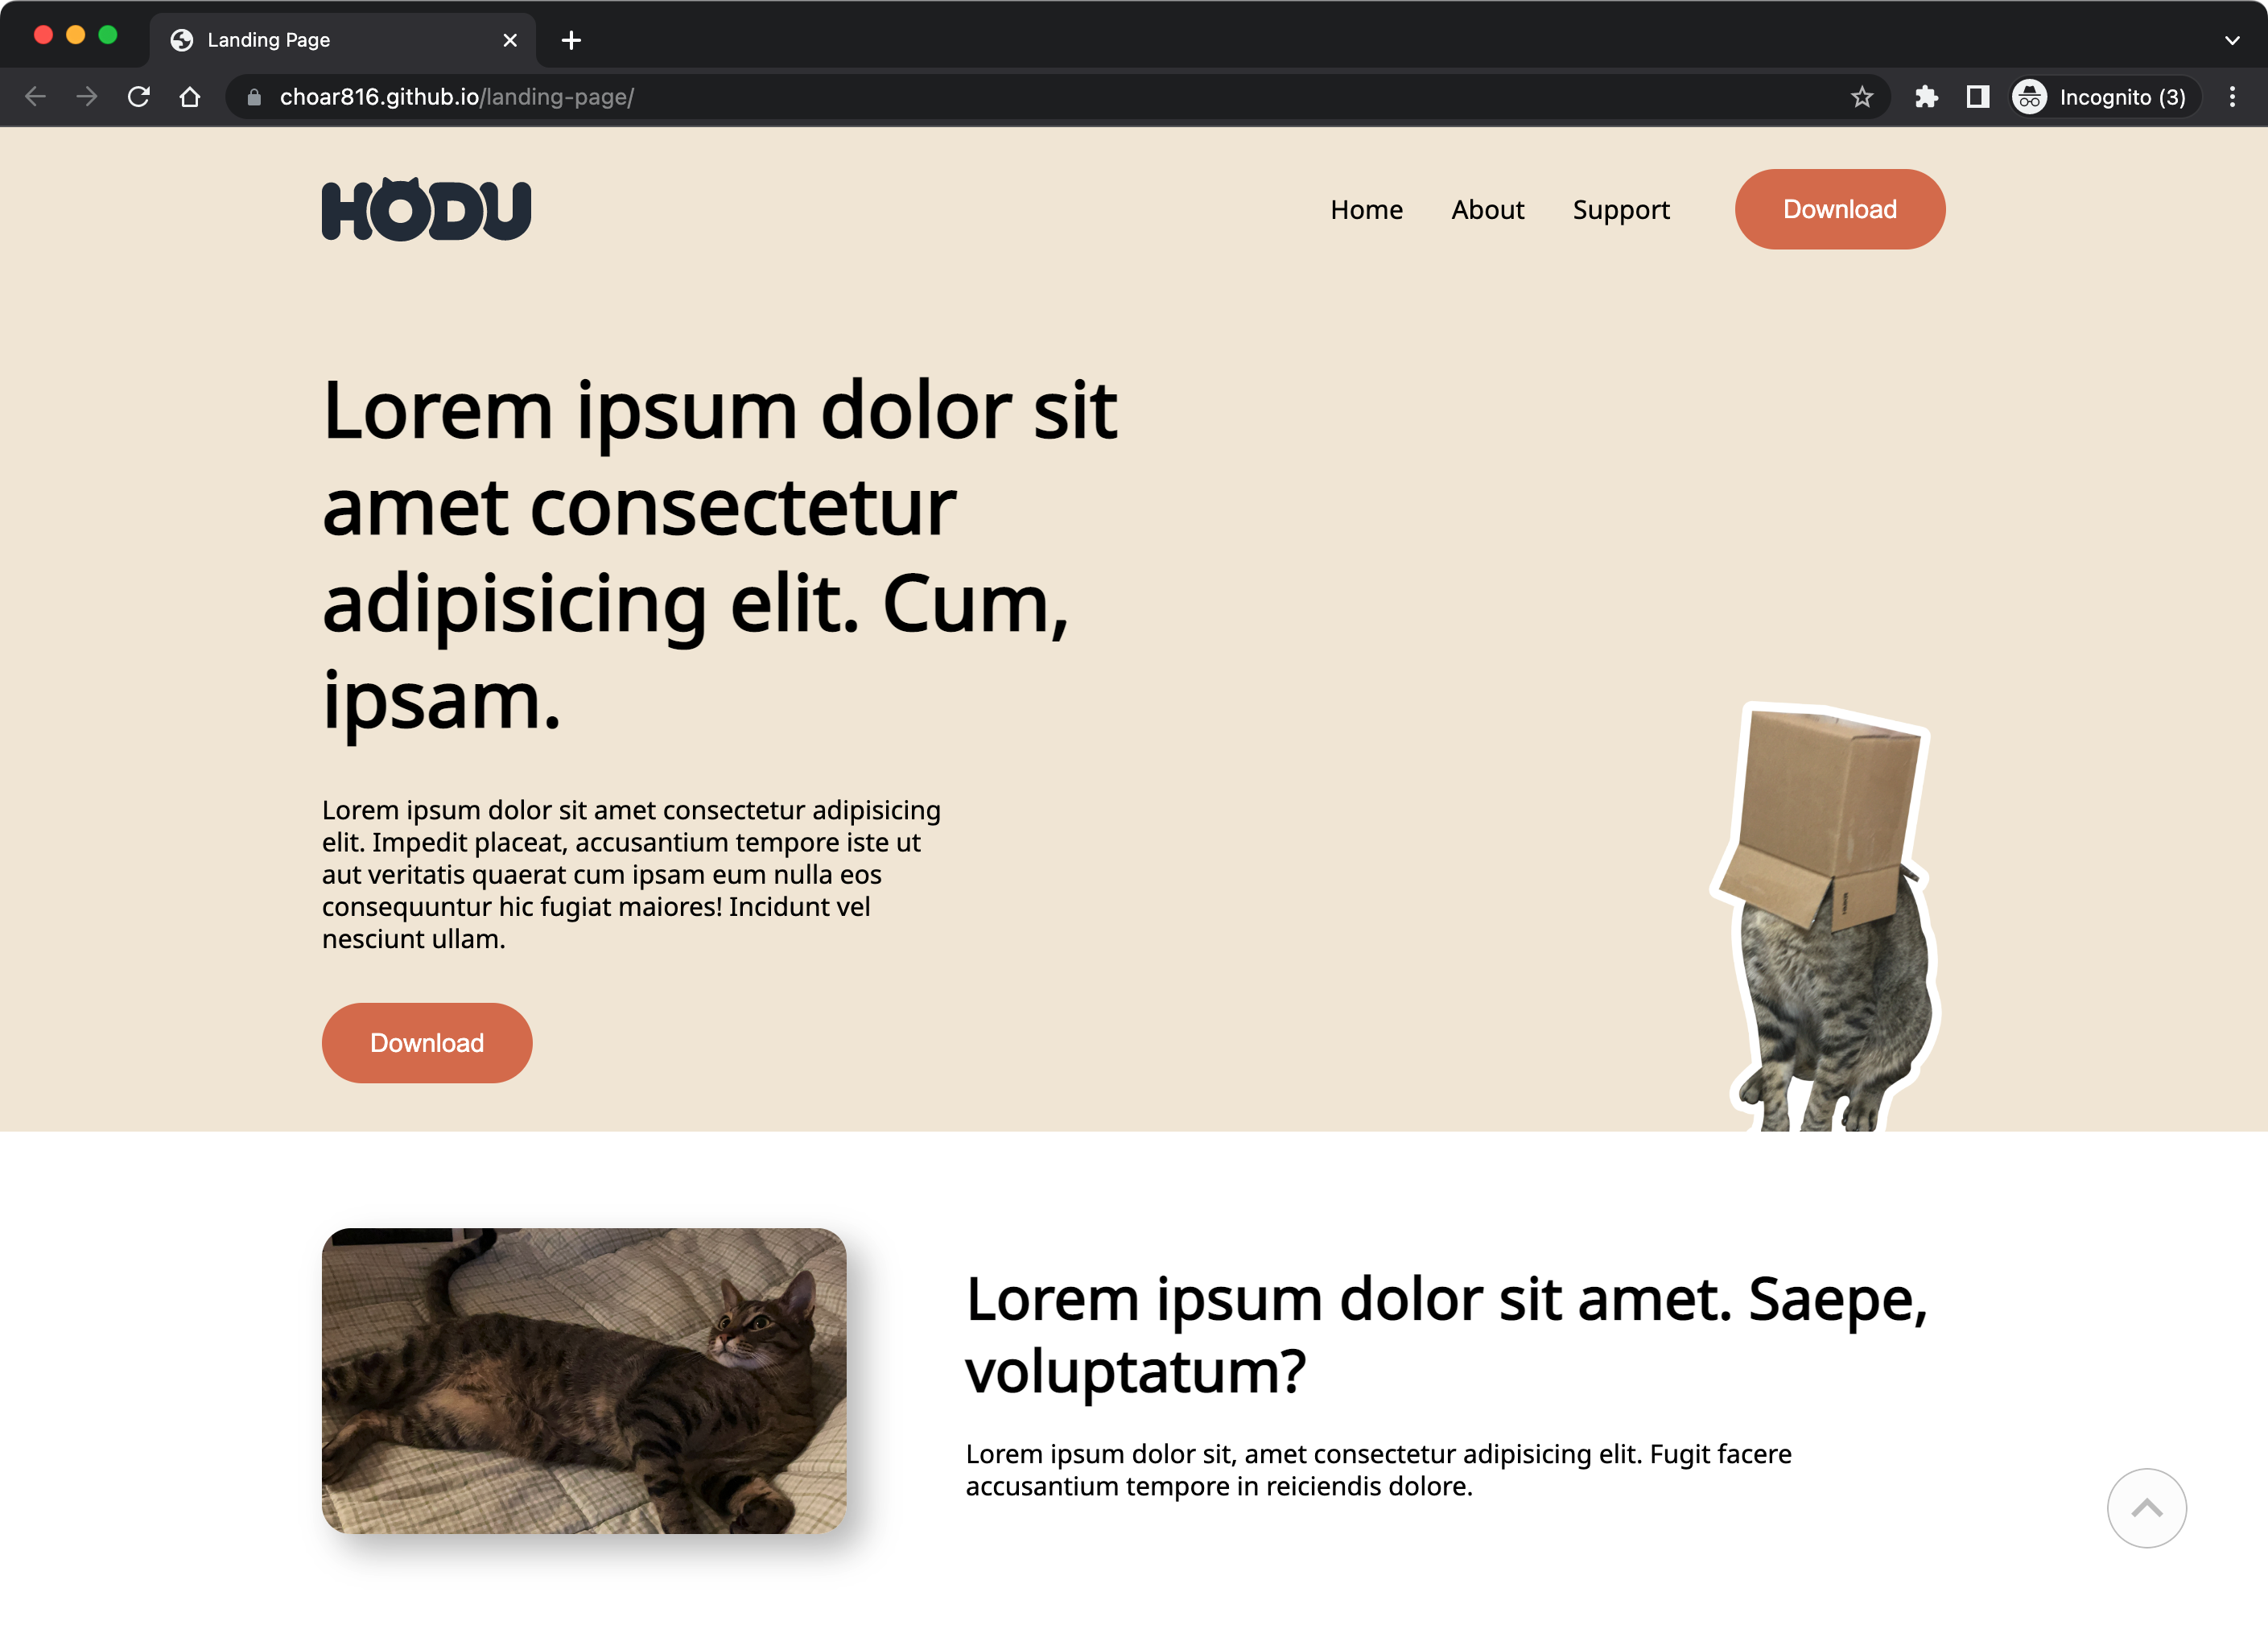 Landing Page
choar816.github.io/landing-page/
Incognito (3)
HODU
Home
About
Support
Download
Lorem ipsum dolor sit
amet consectetur
adipisicing elit. Cum,
ipsam.
Lorem ipsum dolor sit amet consectetur adipisicing
elit. Impedit placeat, accusantium tempore iste ut
aut veritatis quaerat cum ipsam eum nulla eos
consequuntur hic fugiat maiores! Incidunt vel
nesciunt ullam.
Download
Lorem ipsum dolor sit amet. Saepe,
voluptatum?
Lorem ipsum dolor sit, amet consectetur adipisicing elit. Fugit facere
accusantium tempore in reiciendis dolore.